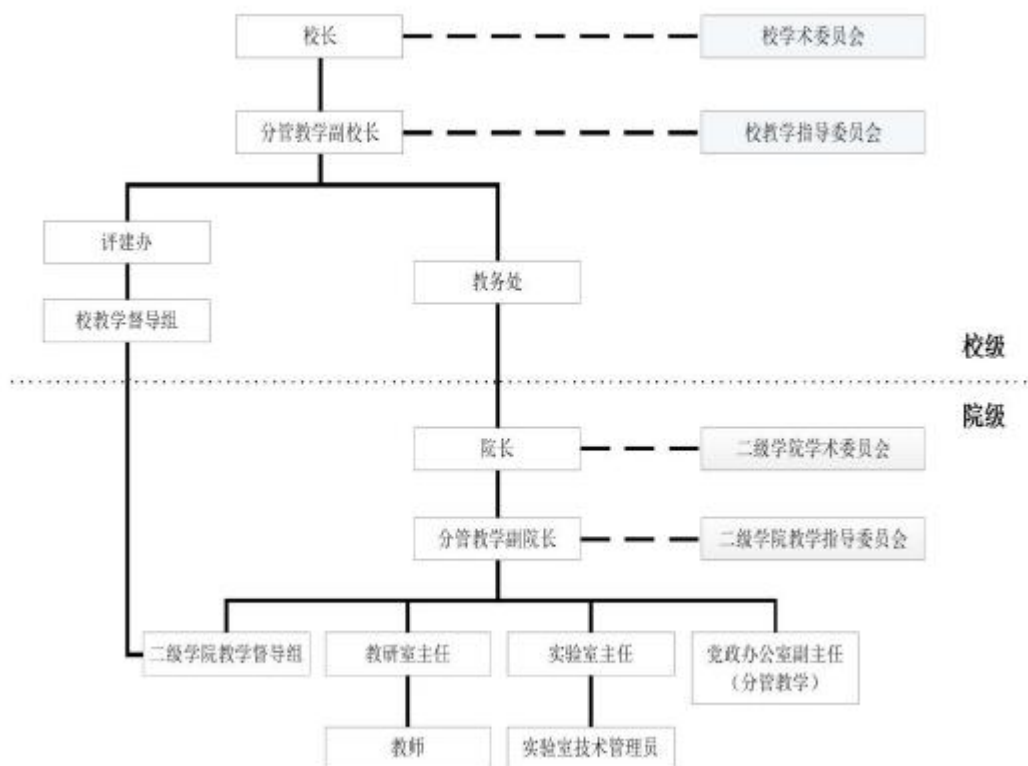 校长
校学术委员会
分管教学副校长
校教学指导委员会
评建办
教务处
校教学督导组
校级
院级
院长
二级学院学术委员会
分管教学副院长
二级学院教学指导委员会
二级学院教学督导组
教研室主任
实验室主任
党政办公室副主任
（分管教学）
教师
实验室技术管理员